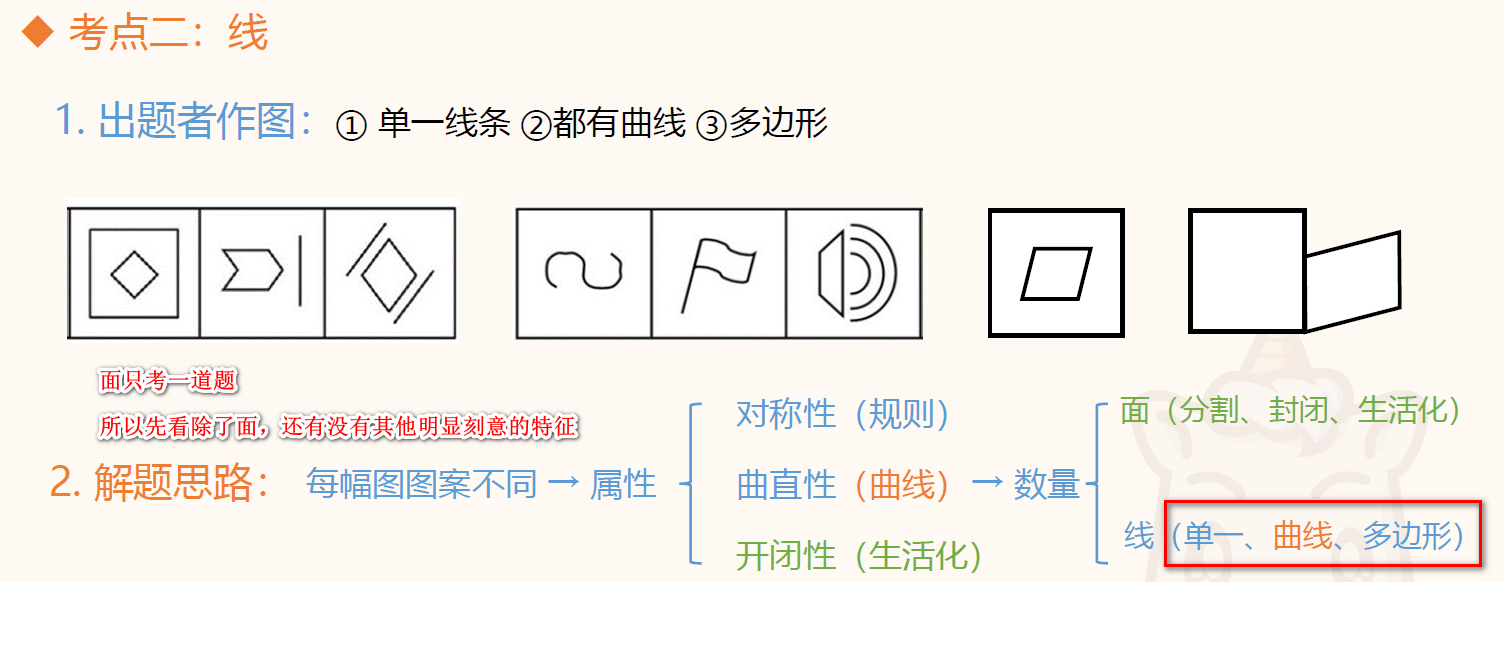 ◆ 考点二：线
1. 出题者作图：① 单一线条 ②都有曲线 ③多边形
面只考一道题
所以先看除了面，还有没有其他明显刻意的特征
2. 解题思路： 每幅图图案不同 → 属性
对称性（规则）
曲直性（曲线） → 数量
开闭性（生活化）
面（分割、封闭、生活化）
线（单一、曲线、多边形）